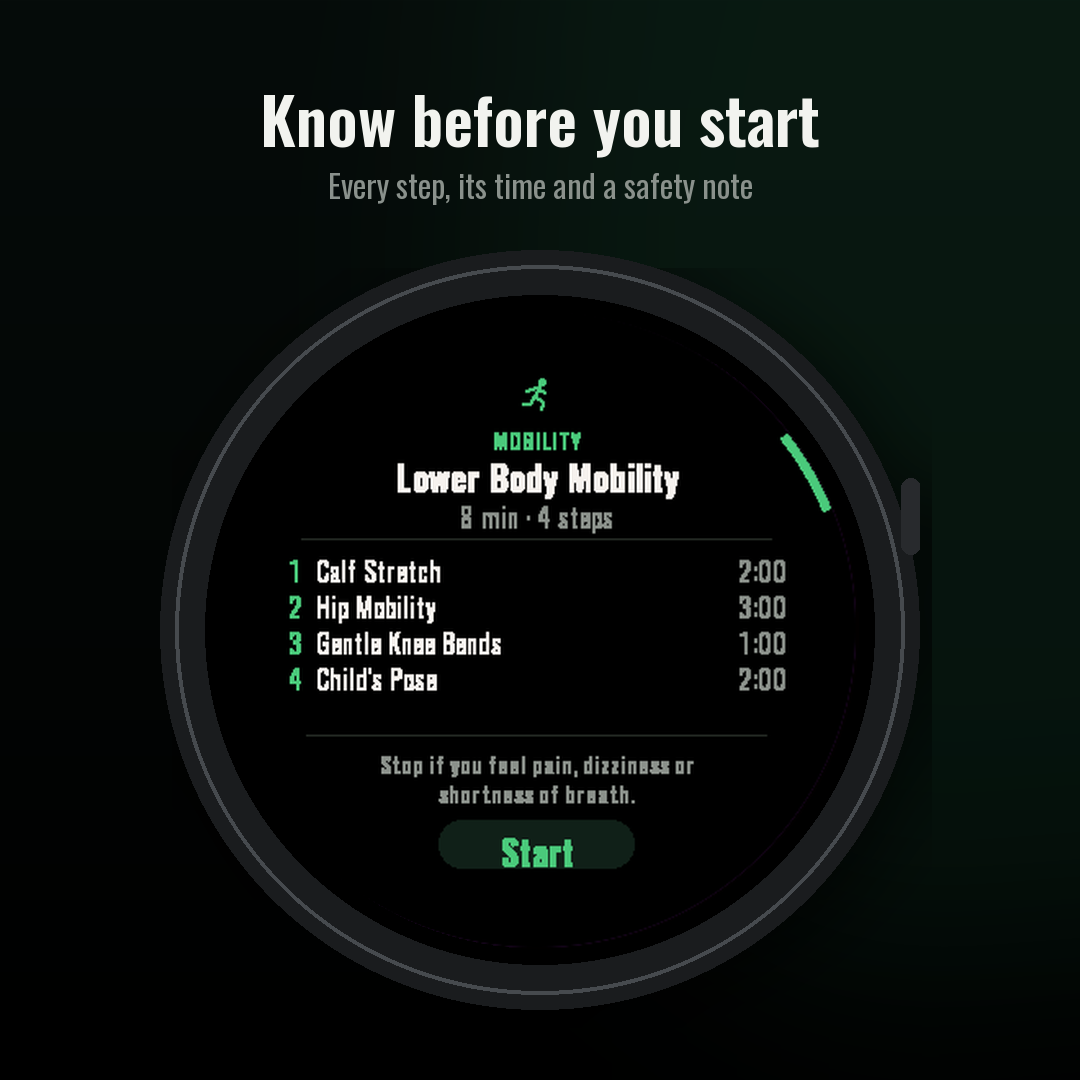 Know before you start
Every step, its time and a safety note
MOBILITY
Lower Body Mobility
8 min · 4 steps
1 Calf Stretch 2:00
2 Hip Mobility 3:00
3 Gentle Knee Bends 1:00
4 Child's Pose 2:00
Stop if you feel pain, dizziness or
shortness of breath.
Start